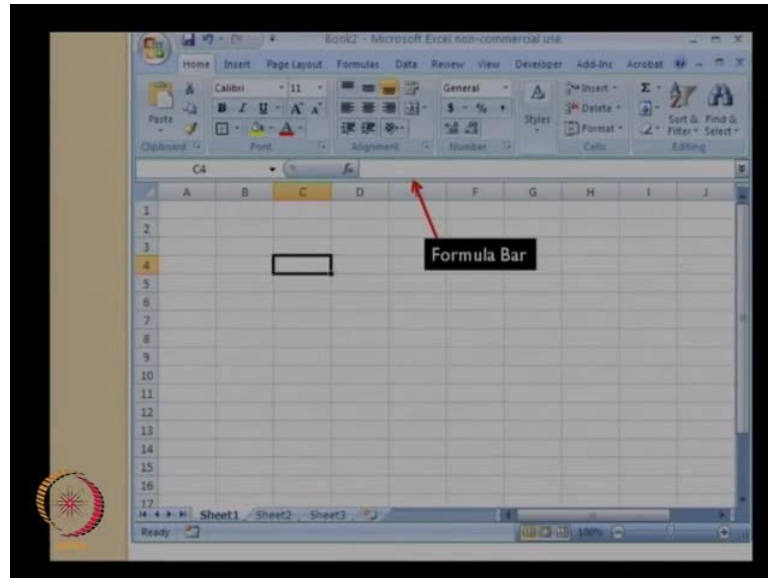 Book2 - Microsoft Excel non-commercial use
Home Insert Page Layout Formulas Data Review View Developer Add-Ins Acrobat
Paste
Calibri 11
B I U A A
A
General
$ % ,
Styles
Insert
Delete
Format
Σ
Sort & Filter Find & Select
Clipboard Font Alignment Number Cells Editing
C4 fx
A B C D F G H I J
Formula Bar
1
2
3
4
5
6
7
8
9
10
11
12
13
14
15
16
17
Sheet1 Sheet2 Sheet3
Ready 100%